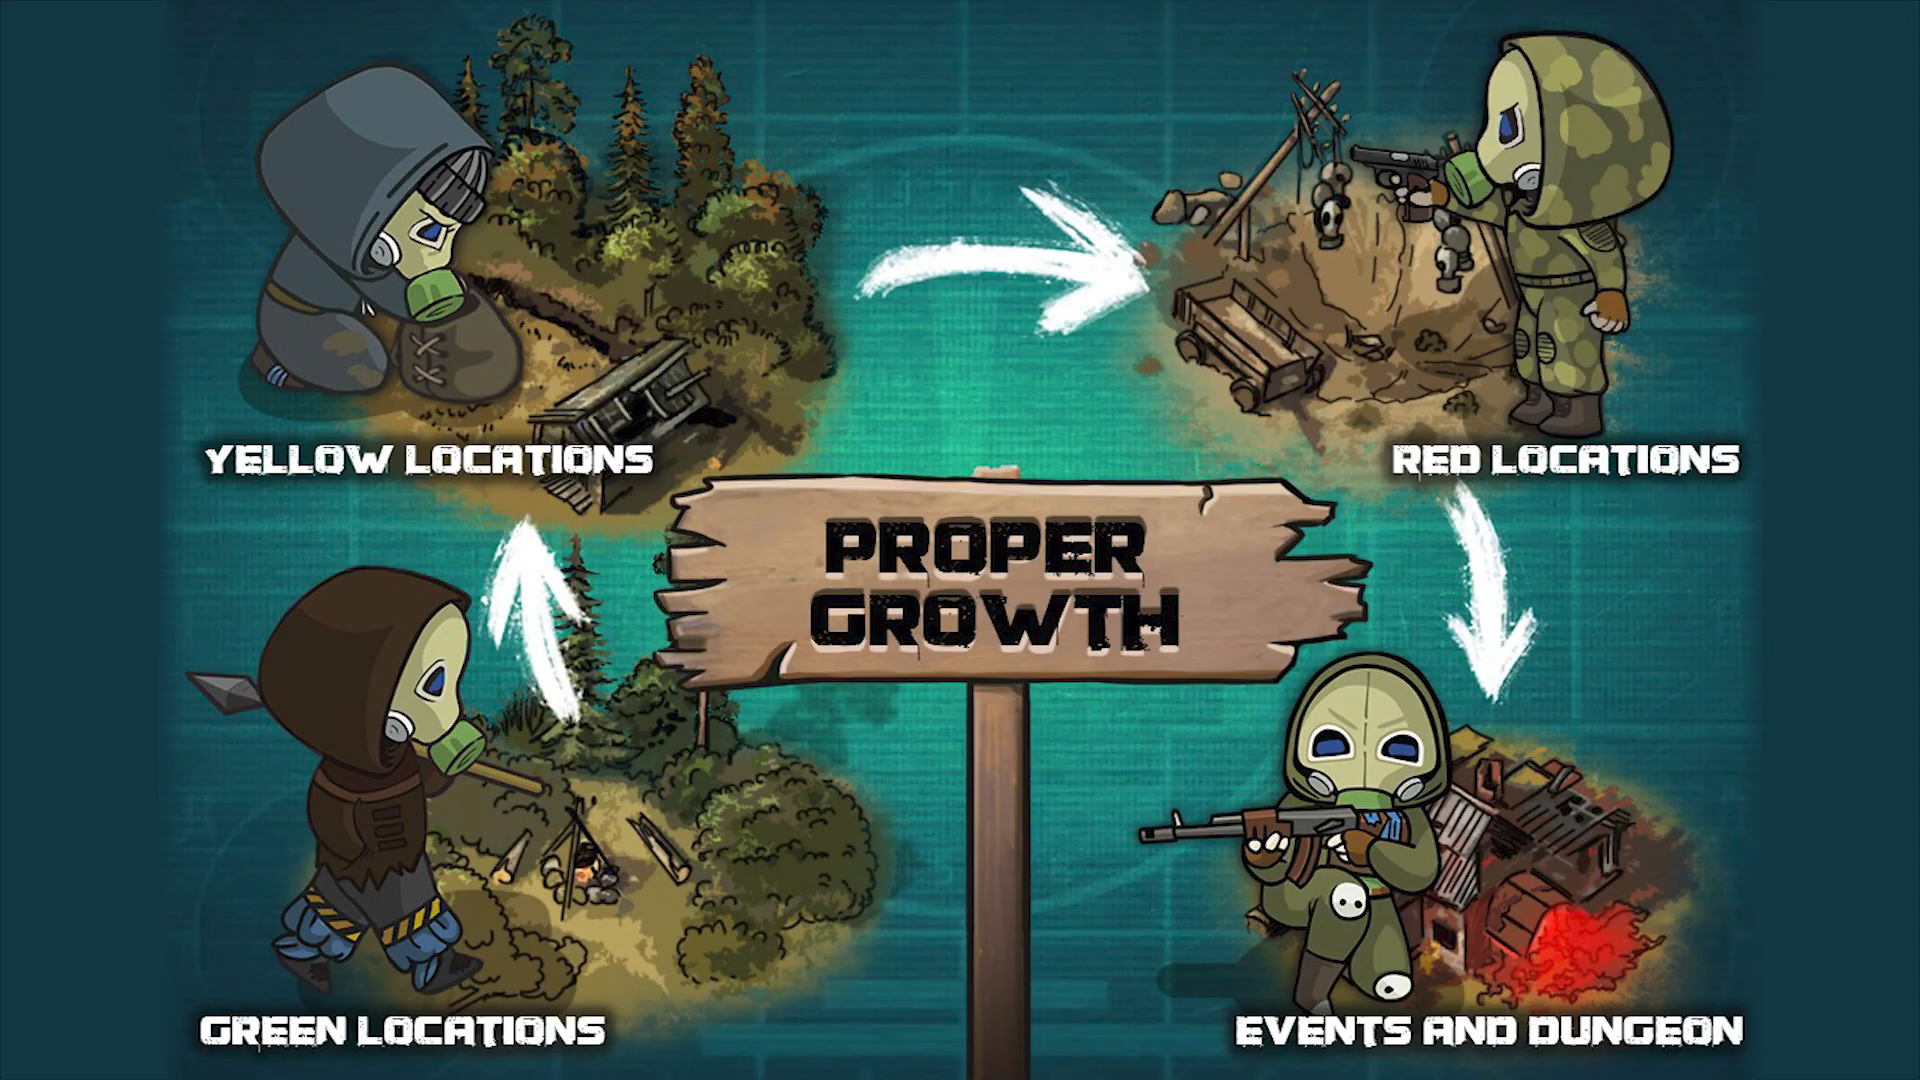 YELLOW LOCATIONS
RED LOCATIONS
PROPER
GROWTH
GREEN LOCATIONS
EVENTS AND DUNGEON